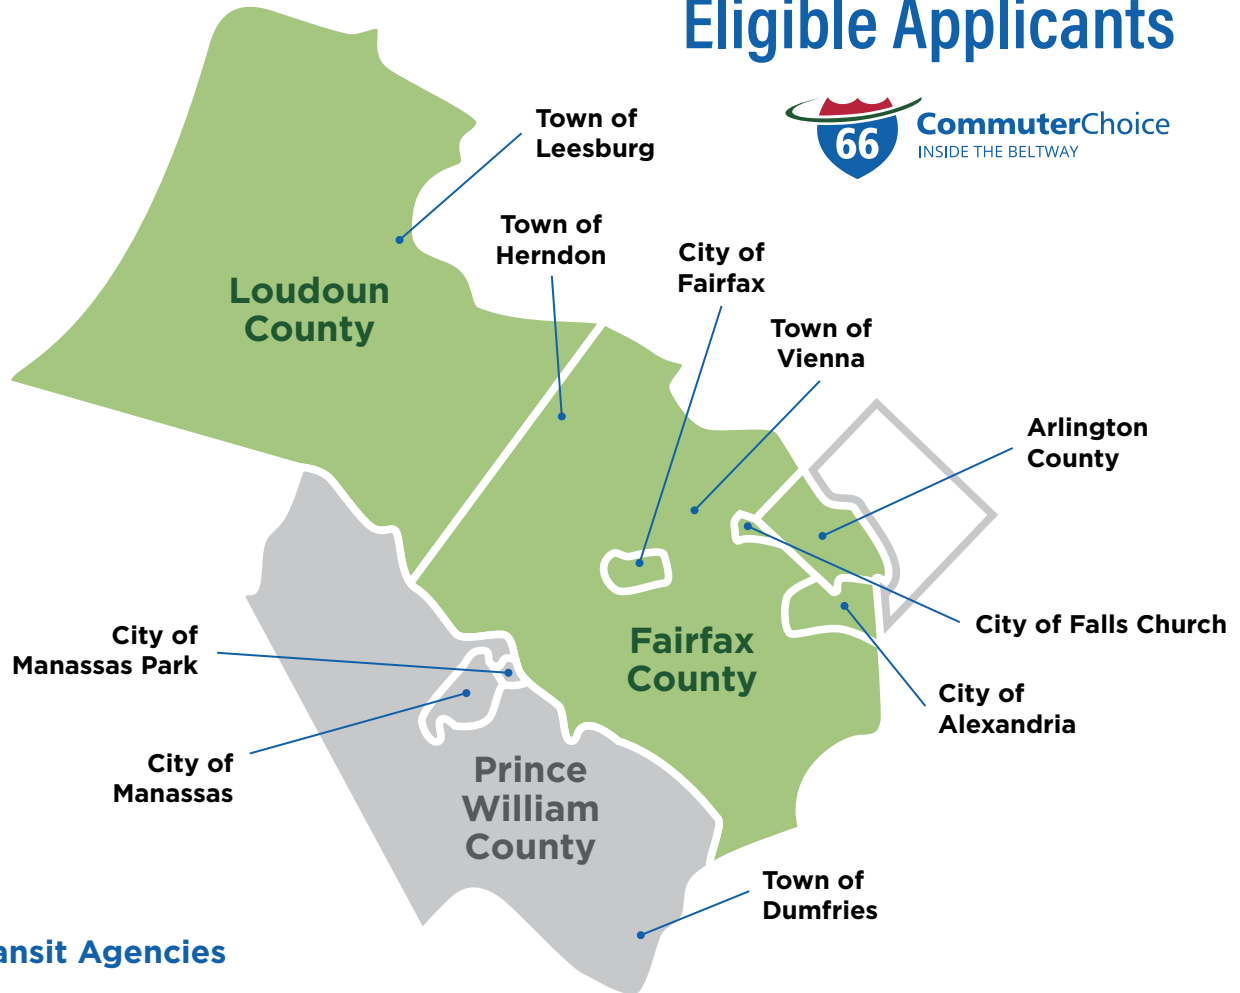 Eligible Applicants
66
CommuterChoice
INSIDE THE BELTWAY
Town of
Leesburg
Town of
Herndon
City of
Fairfax
Town of
Vienna
Loudoun
County
Arlington
County
City of Falls Church
City of
Manassas Park
Fairfax
County
City of
Alexandria
City of
Manassas
Prince
William
County
Town of
Dumfries
ansit Agencies